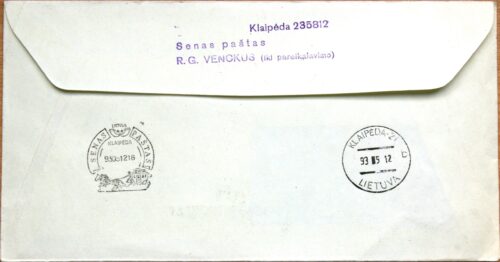 Klaipėda 235812
Senas paštas
R. G. VENCKUS (iki pareikalavimo)
SENAS PAŠTAS
KLAIPĖDA
KLAIPĖDA-21
93 05 12
D
LIETUVA